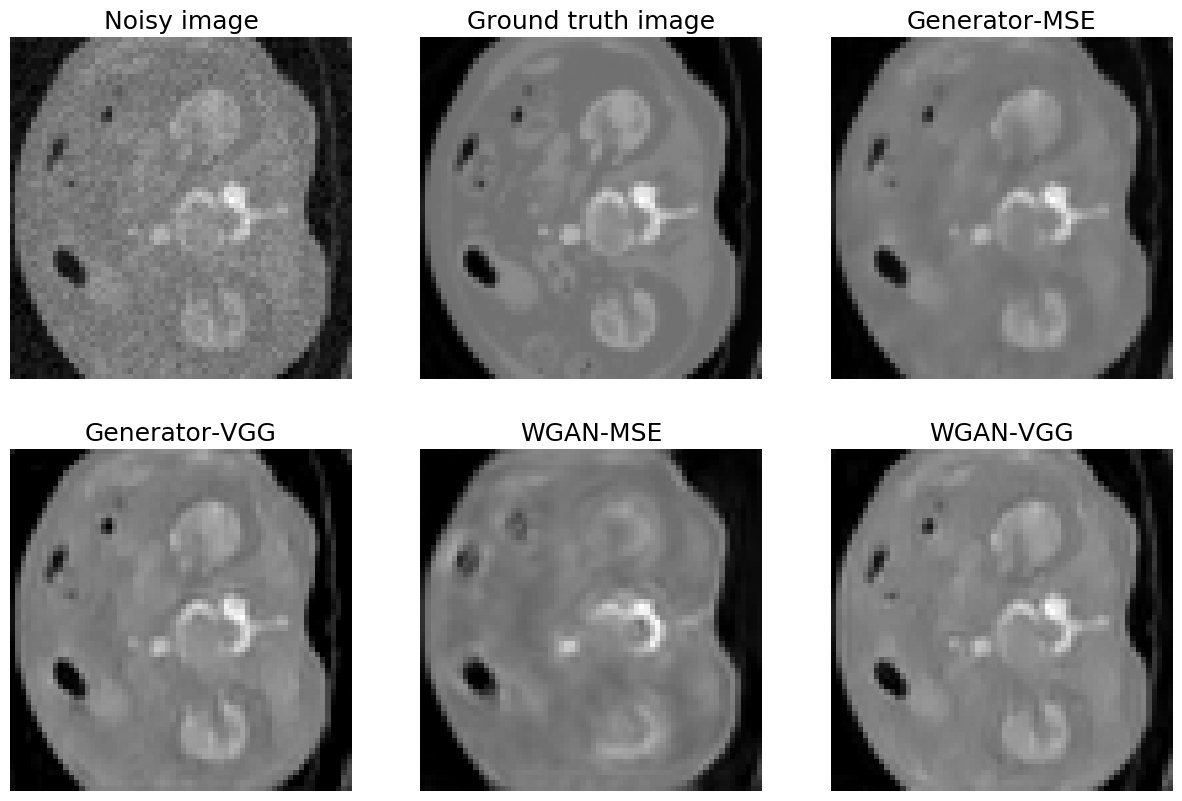 Noisy image
Ground truth image
Generator-MSE
Generator-VGG
WGAN-MSE
WGAN-VGG